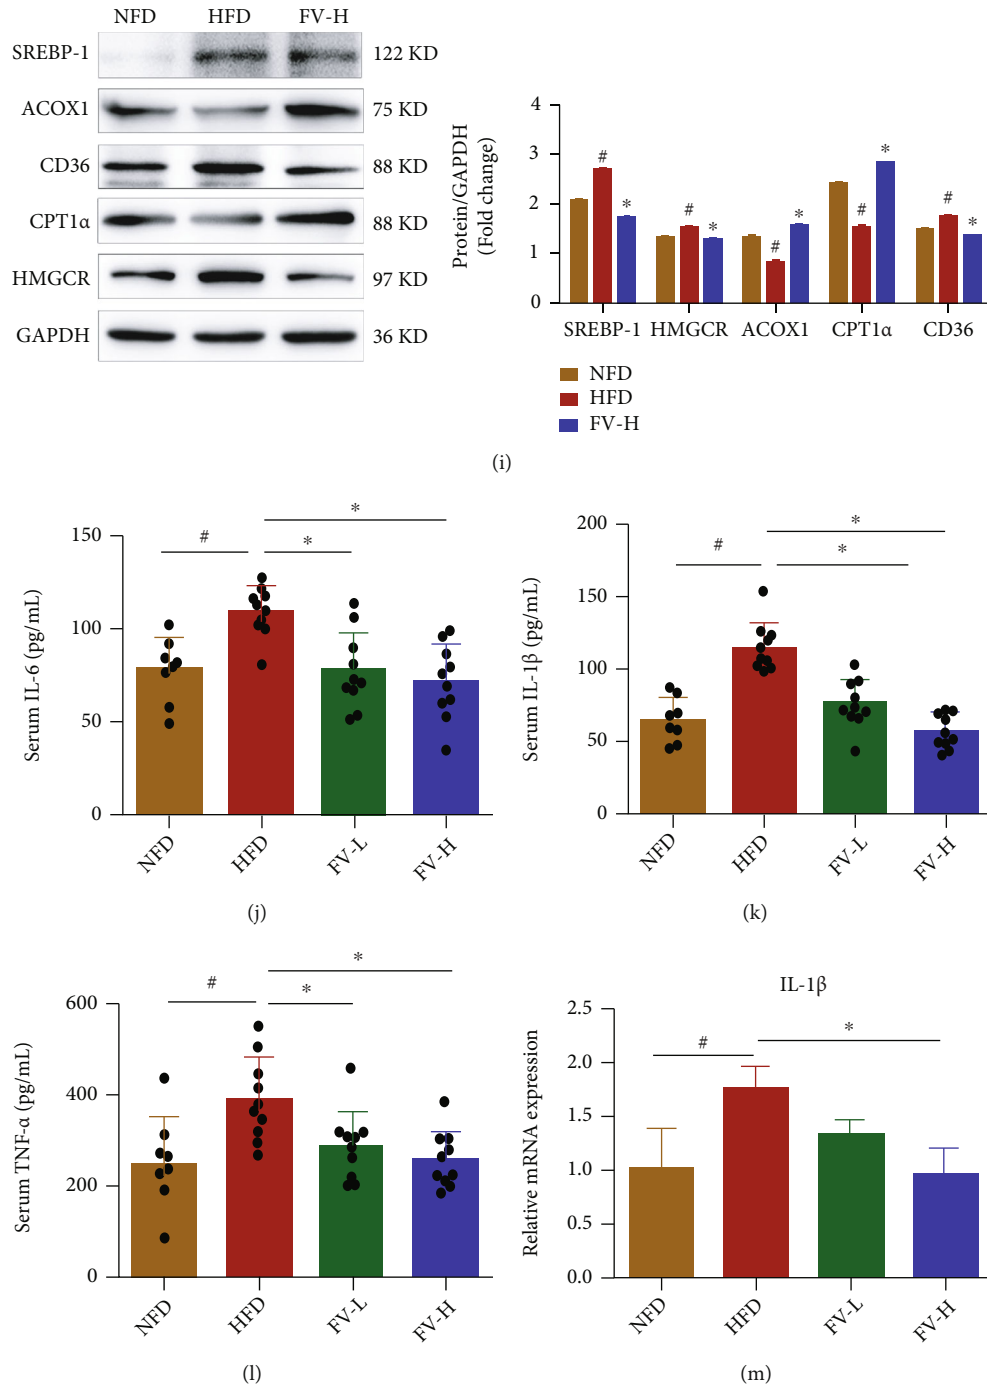 NFD HFD FV-H
SREBP-1 122 KD
ACOX1 75 KD
CD36 88 KD
CPT1α 88 KD
HMGCR 97 KD
GAPDH 36 KD
Protein/GAPDH
(Fold change)
4
3
2
1
0
# * # * # * # * # *
SREBP-1 HMGCR ACOX1 CPT1α CD36
NFD
HFD
FV-H
(i)
Serum IL-6 (pg/mL)
150
100
50
0
# * *
NFD HFD FV-L FV-H
(j)
Serum IL-1β (pg/mL)
200
150
100
50
0
# * *
NFD HFD FV-L FV-H
(k)
Serum TNF-α (pg/mL)
600
400
200
0
# * *
NFD HFD FV-L FV-H
(l)
IL-1β
Relative mRNA expression
2.5
2.0
1.5
1.0
0.5
0.0
# *
NFD HFD FV-L FV-H
(m)